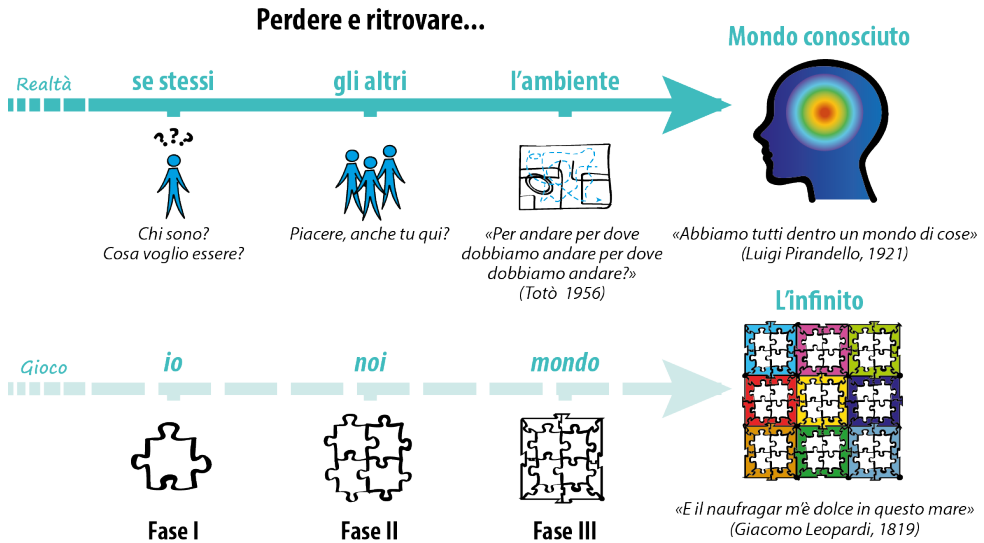 Perdere e ritrovare...
Mondo conosciuto
Realtà
se stessi
gli altri
l'ambiente
?
?
?
Chi sono?
Cosa voglio essere?
Piacere, anche tu qui?
«Per andare per dove
dobbiamo andare per dove
dobbiamo andare?»
(Totò 1956)
«Abbiamo tutti dentro un mondo di cose»
(Luigi Pirandello, 1921)
L'infinito
Gioco
io
noi
mondo
Fase I
Fase II
Fase III
«E il naufragar m'è dolce in questo mare»
(Giacomo Leopardi, 1819)